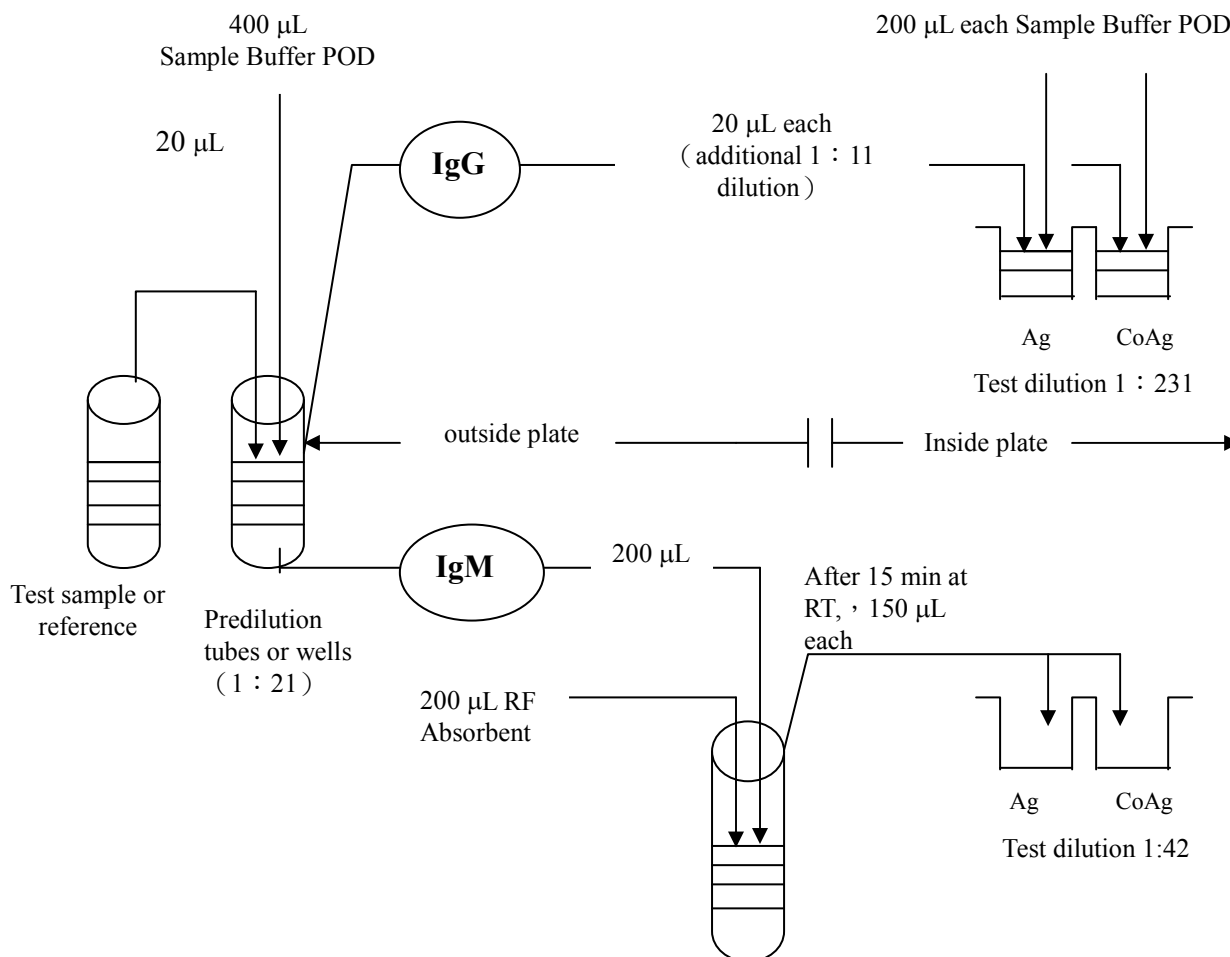 400 μL
Sample Buffer POD
200 μL each Sample Buffer POD
20 μL
IgG
20 μL each
（additional 1：11
dilution）
Ag
CoAg
Test dilution 1：231
outside plate
Inside plate
Test sample or
reference
Predilution
tubes or wells
（1：21）
IgM
200 μL
After 15 min at
RT,，150 μL
each
200 μL RF
Absorbent
Ag
CoAg
Test dilution 1:42